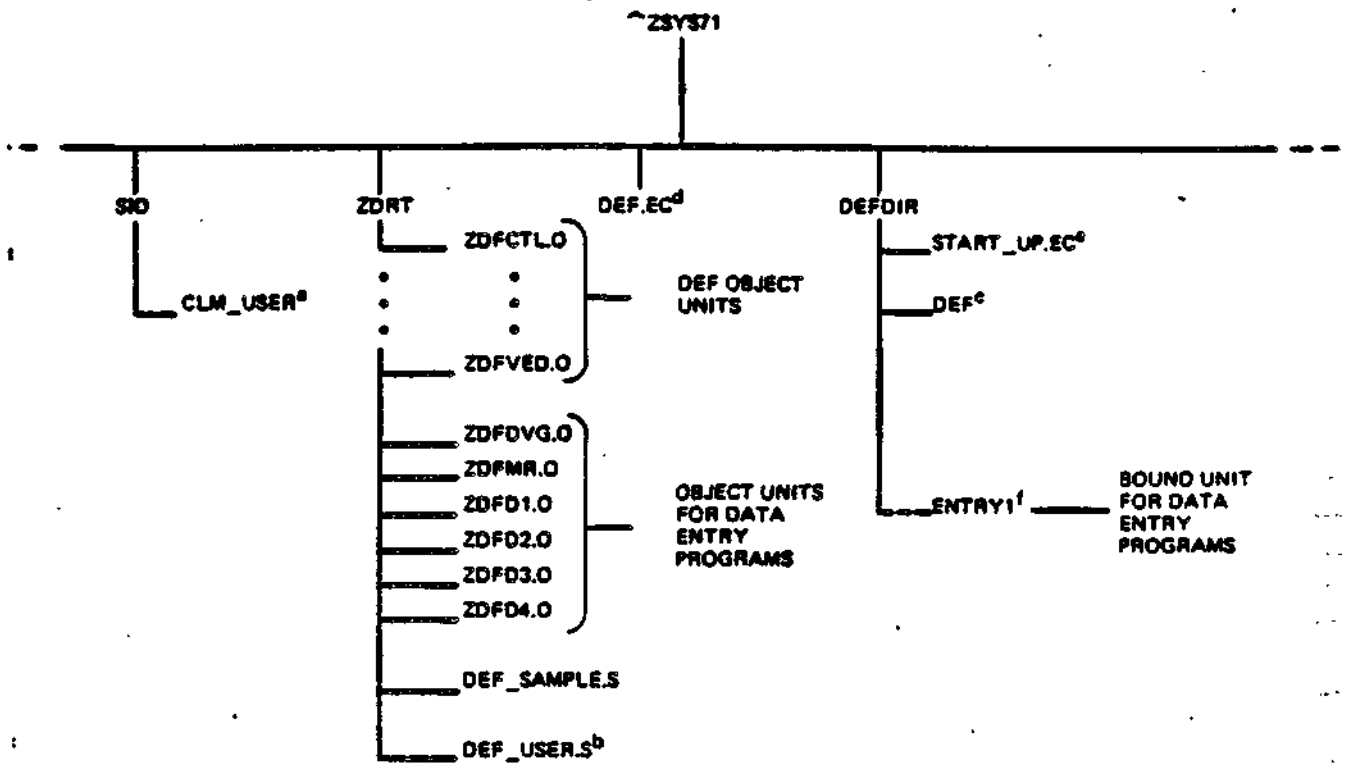 ^ZSYS71
SID
ZDRT
DEF.EC^d
DEFDIR
CLM_USER^a
ZDFCTL.O
ZDFVED.O
DEF OBJECT
UNITS
ZDFDVG.O
ZDFMR.O
ZDFD1.O
ZDFD2.O
ZDFD3.O
ZDFD4.O
OBJECT UNITS
FOR DATA
ENTRY
PROGRAMS
DEF_SAMPLE.S
DEF_USER.S^b
START_UP.EC^e
DEF^c
ENTRY1^f
BOUND UNIT
FOR DATA
ENTRY
PROGRAMS